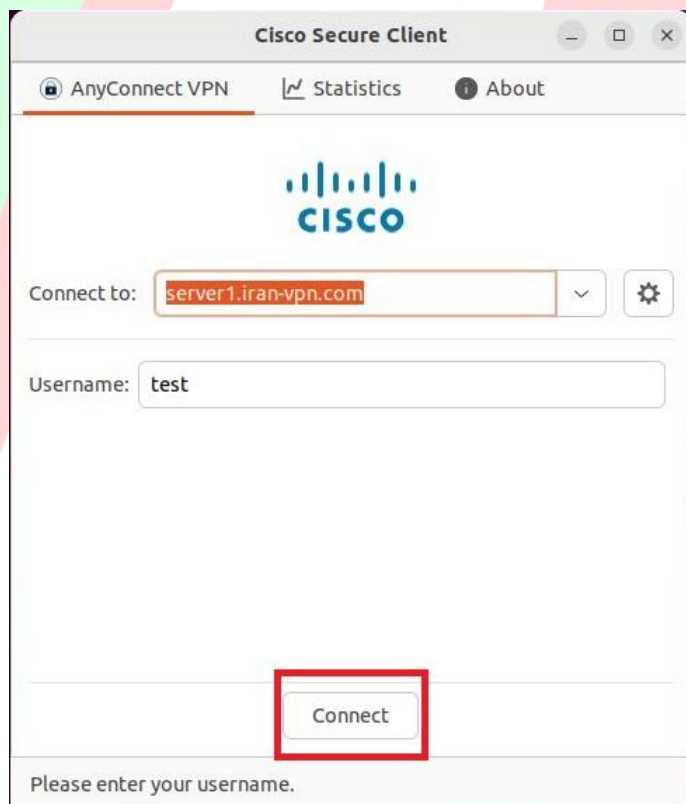 Cisco Secure Client
AnyConnect VPN Statistics About
CISCO
Connect to: server1.iran-vpn.com
Username: test
Connect
Please enter your username.